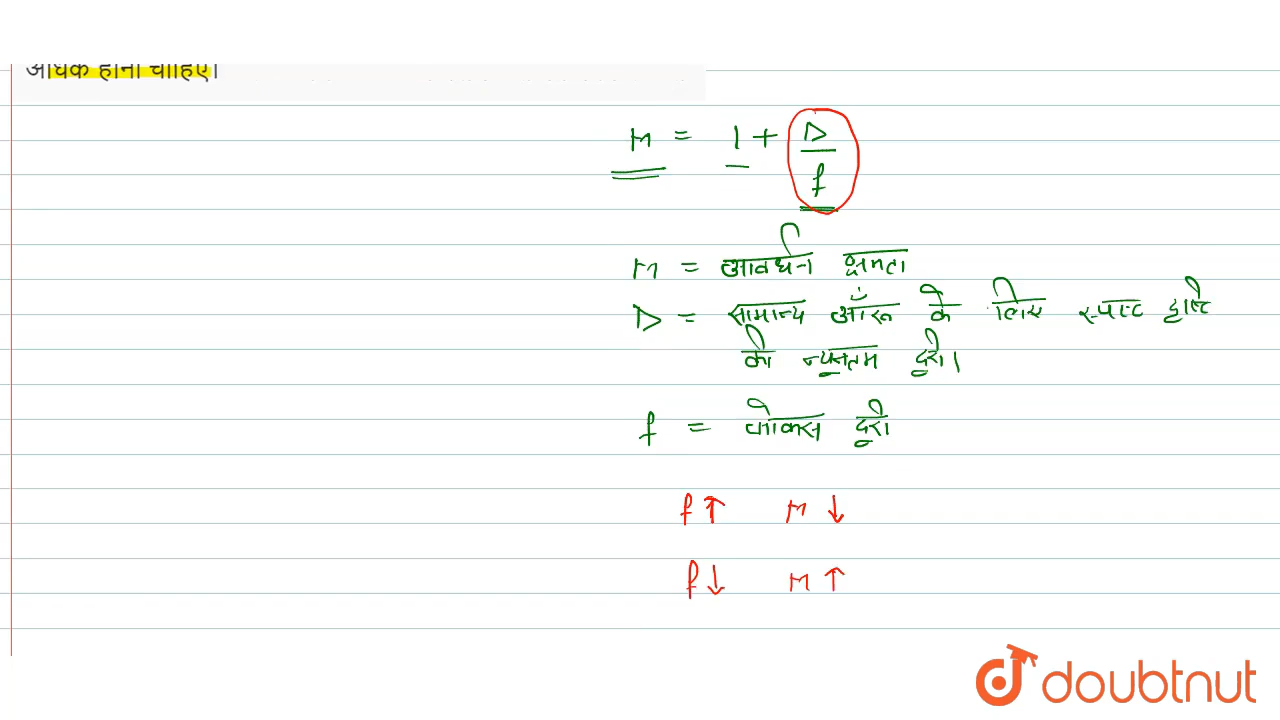 अधिक होनी चाहिए।
M = 1 + D/f
M = आवर्धन क्षमता
D = सामान्य आँख के लिए स्पष्ट दृष्टि
की न्यूनतम दूरी।
f = फोकस दूरी
f ↑ M ↓
f ↓ M ↑
doubtnut